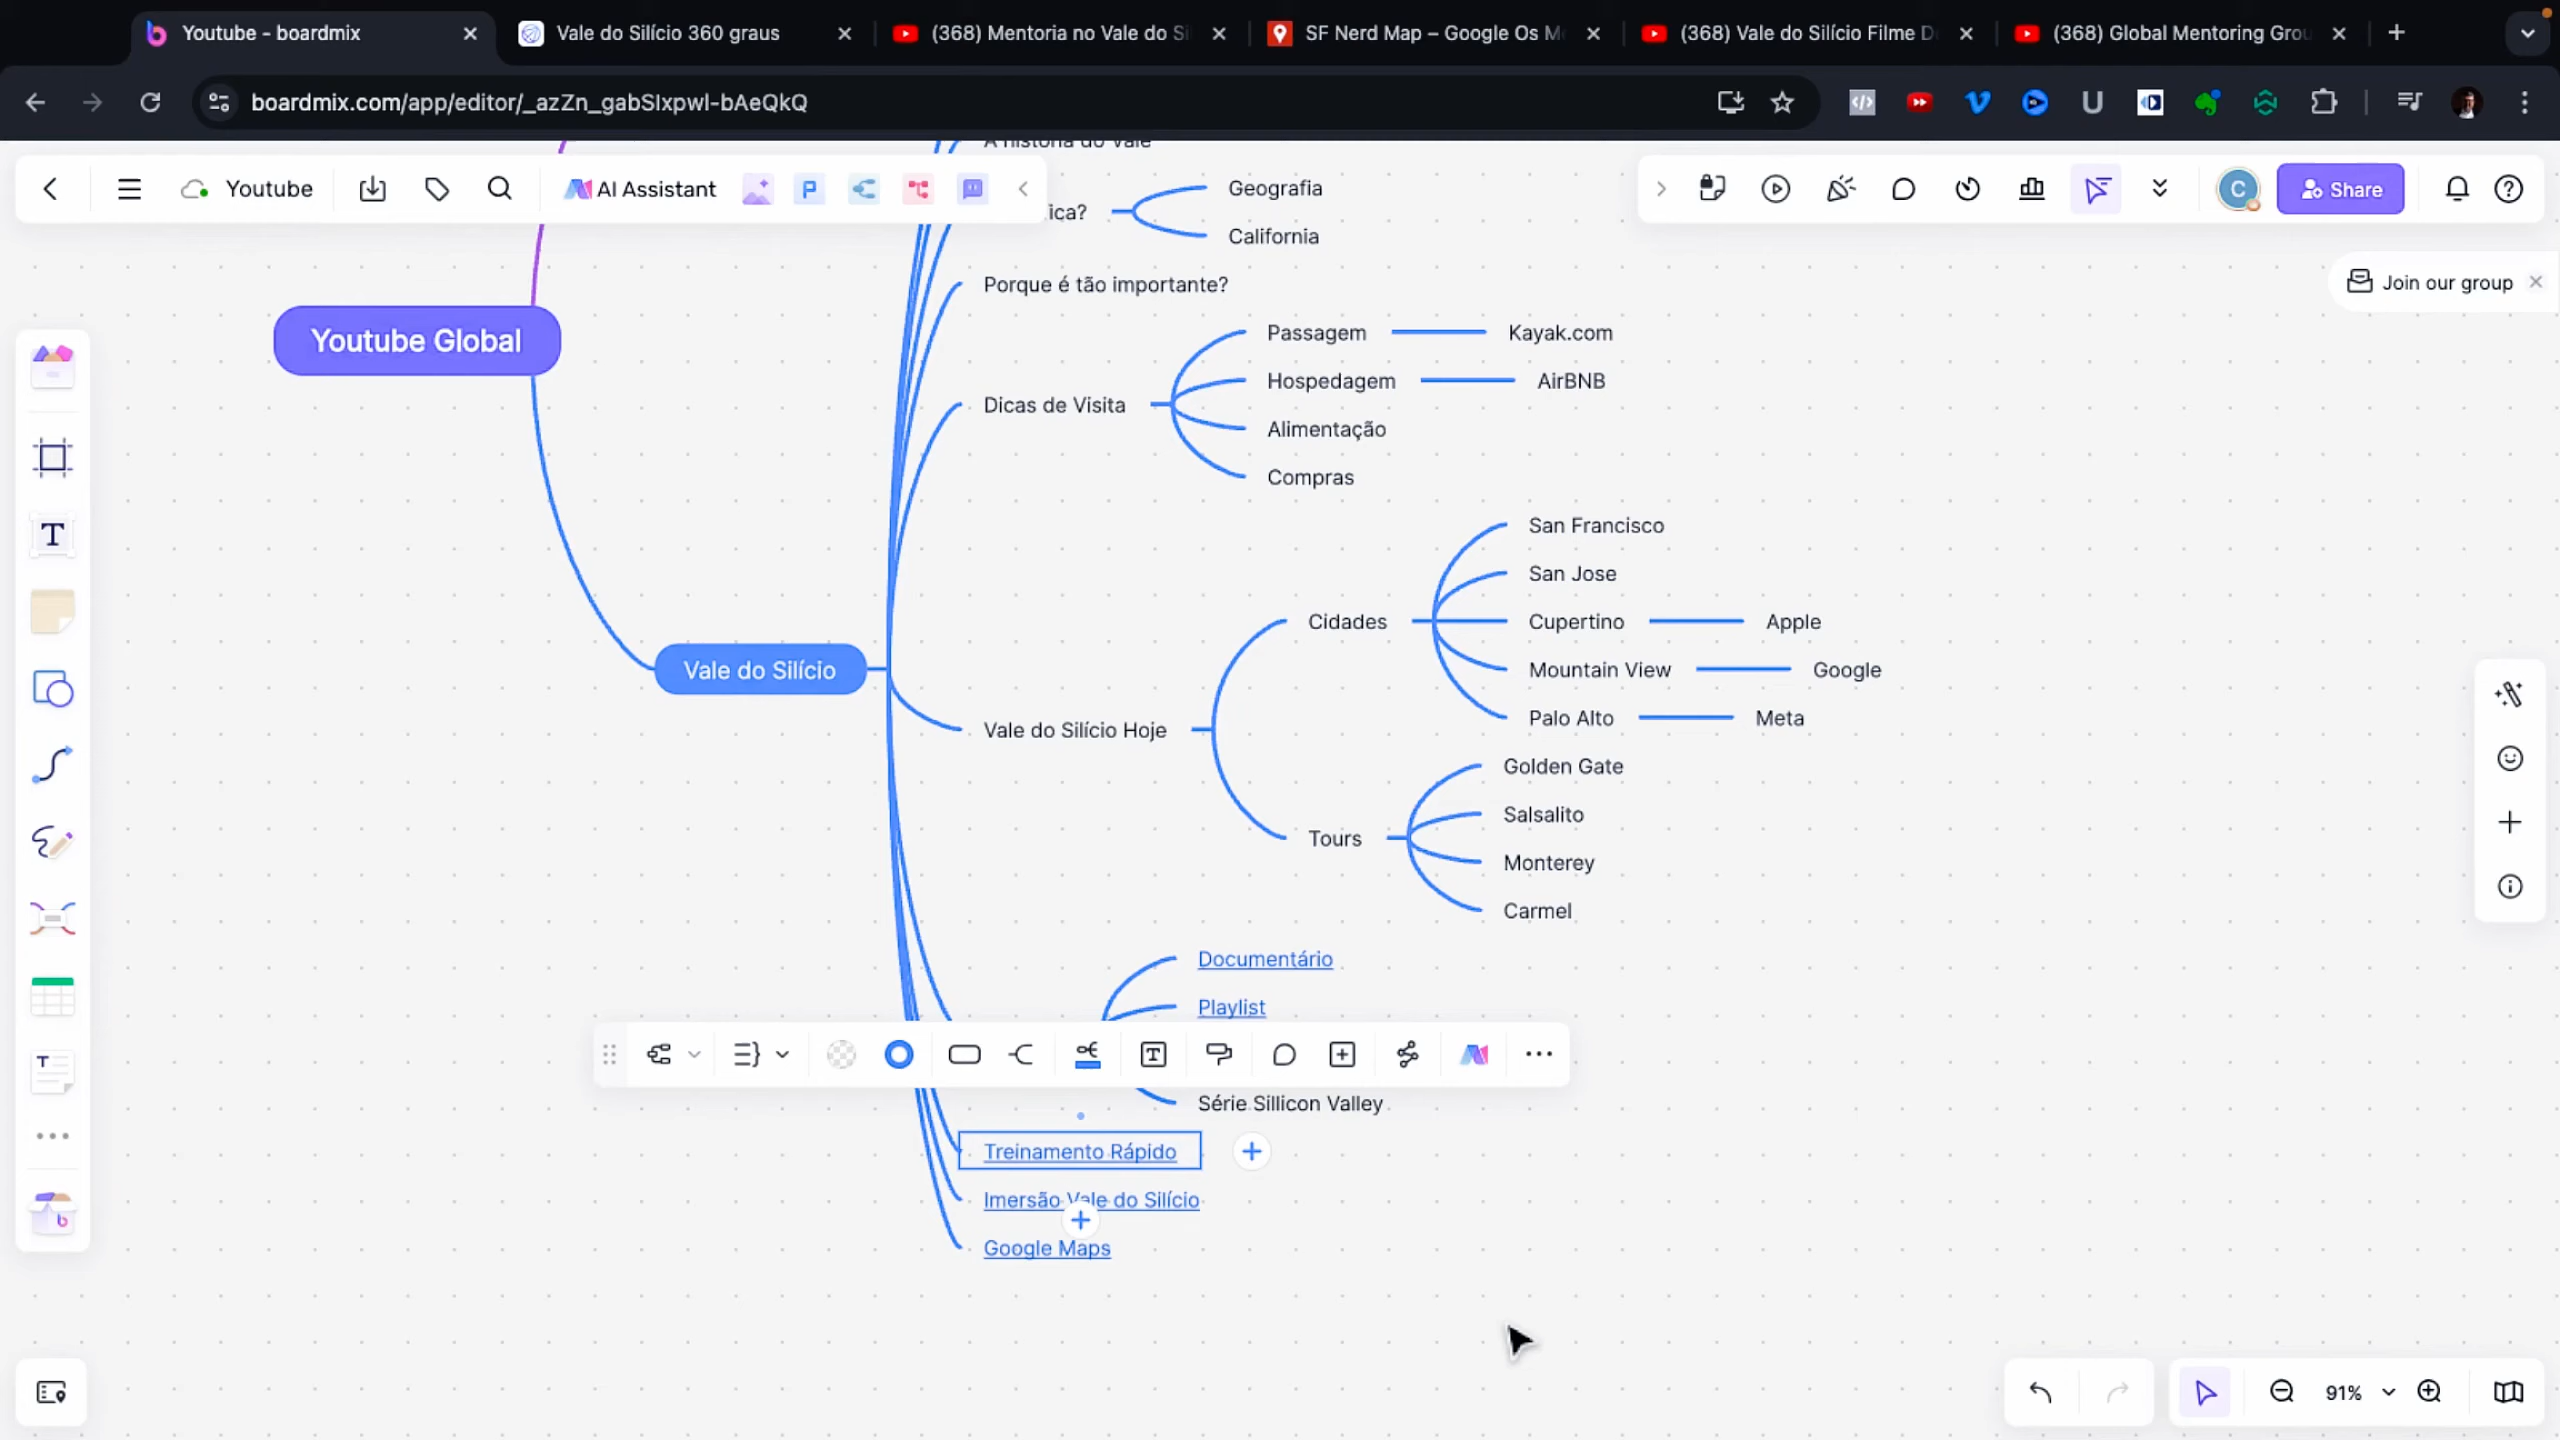 Youtube - boardmix
Vale do Silício 360 graus
(368) Mentoria no Vale do Si
SF Nerd Map – Google Os M
(368) Vale do Silício Filme D
(368) Global Mentoring Grou
boardmix.com/app/editor/_azZn_gabSIxpwl-bAeQkQ
A história do Vale
Youtube
AI Assistant
Share
ica?
Geografia
California
Join our group
Porque é tão importante?
Youtube Global
Passagem
Kayak.com
Hospedagem
AirBNB
Dicas de Visita
Alimentação
Compras
San Francisco
San Jose
Cidades
Cupertino
Apple
Vale do Silício
Mountain View
Google
Palo Alto
Meta
Vale do Silício Hoje
Golden Gate
Salsalito
Tours
Monterey
Carmel
Documentário
Playlist
Série Sillicon Valley
Treinamento Rápido
Imersão Vale do Silício
Google Maps
91%